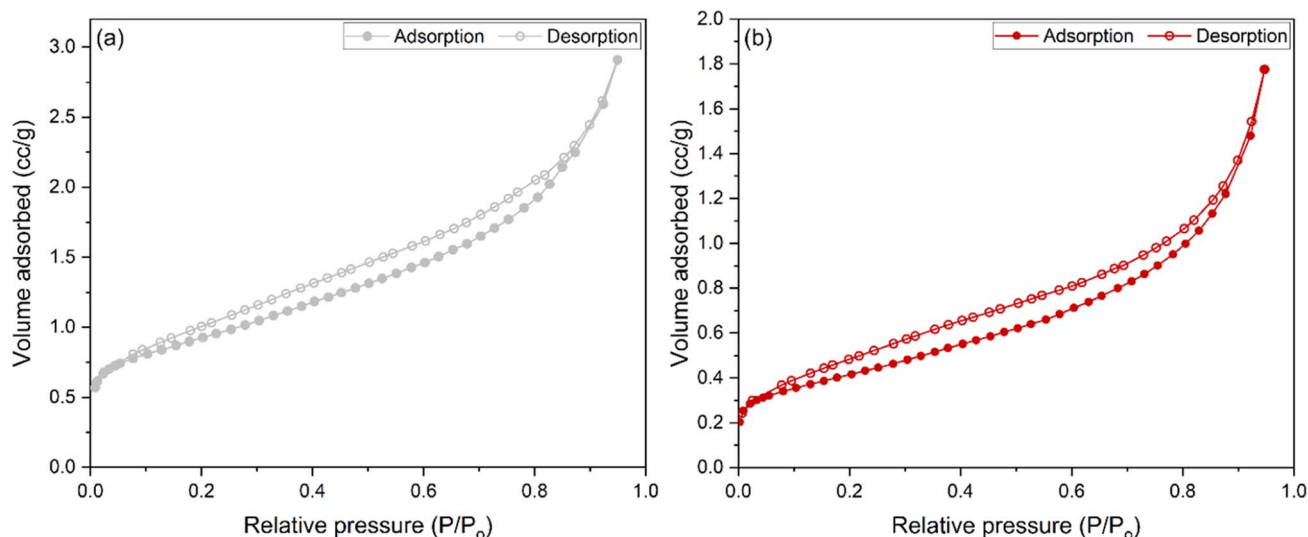 (a)
Adsorption Desorption
3.0
2.5
2.0
1.5
1.0
0.5
0.0
0.0 0.2 0.4 0.6 0.8 1.0
Volume adsorbed (cc/g)
Relative pressure (P/Po)
(b)
Adsorption Desorption
2.0
1.8
1.6
1.4
1.2
1.0
0.8
0.6
0.4
0.2
0.0
0.0 0.2 0.4 0.6 0.8 1.0
Volume adsorbed (cc/g)
Relative pressure (P/Po)